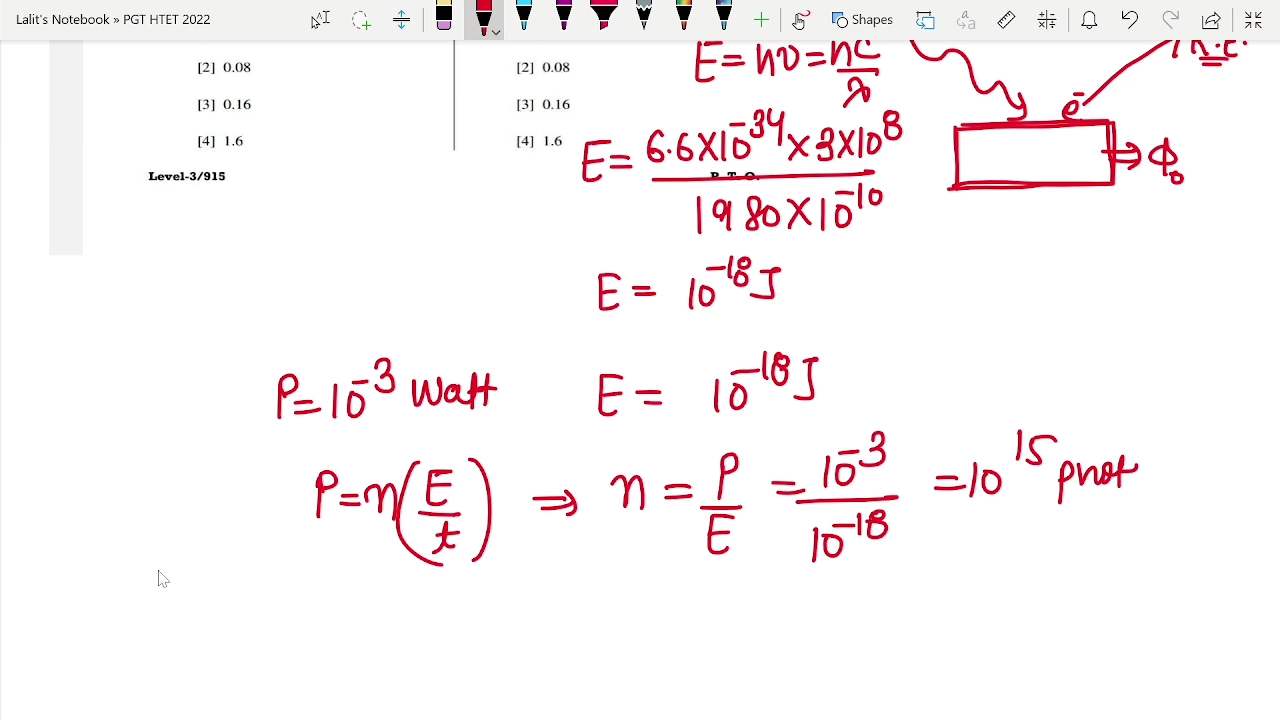 Lalit's Notebook » PGT HTET 2022
Shapes
[2] 0.08
[3] 0.16
[4] 1.6
Level-3/915
[2] 0.08
[3] 0.16
[4] 1.6
P. T. O.
E = hν = hc/λ
K.E.
e⁻
→ Φ₀
E = 6.6×10⁻³⁴ × 3×10⁸ / 1980×10⁻¹⁰
E = 10⁻¹⁸ J
P = 10⁻³ Watt
E = 10⁻¹⁸ J
P = n(E/t) ⇒ n = P/E = 10⁻³/10⁻¹⁸ = 10¹⁵ phot